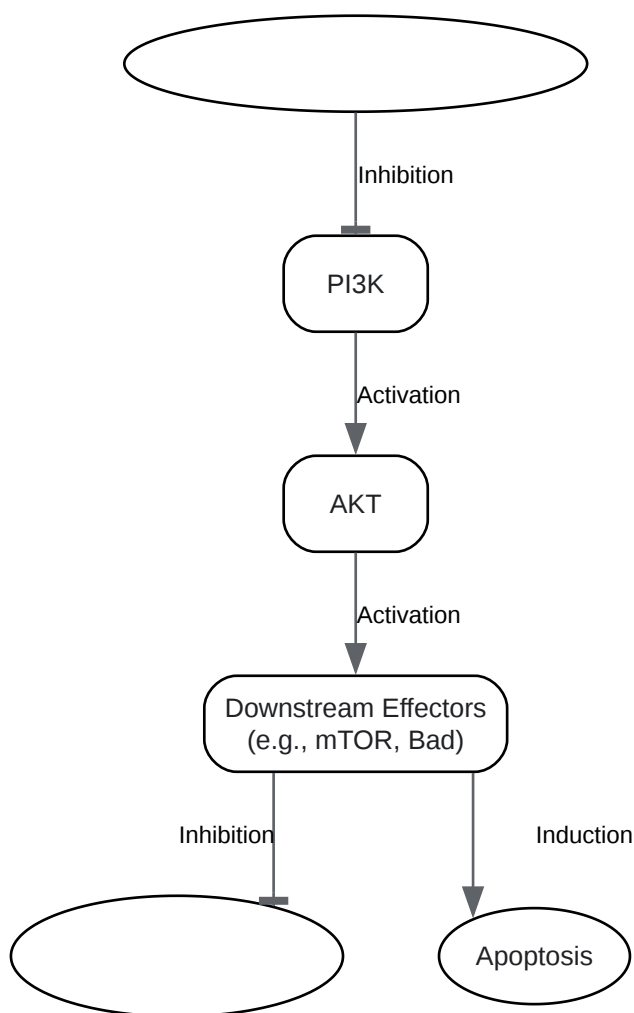 Inhibition
PI3K
Activation
AKT
Activation
Downstream Effectors
(e.g., mTOR, Bad)
Inhibition
Induction
Apoptosis